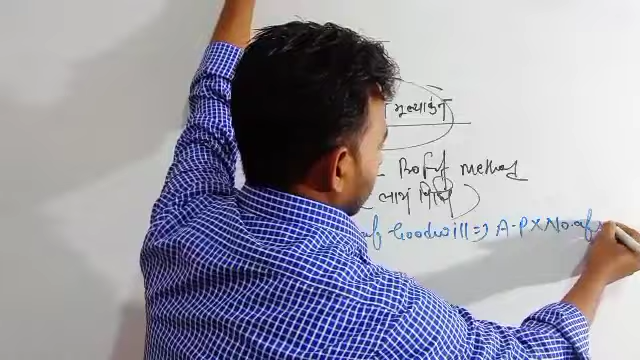 मूल्यांकन
Profit method
लाभ विधि
of Goodwill => A.P X No. of